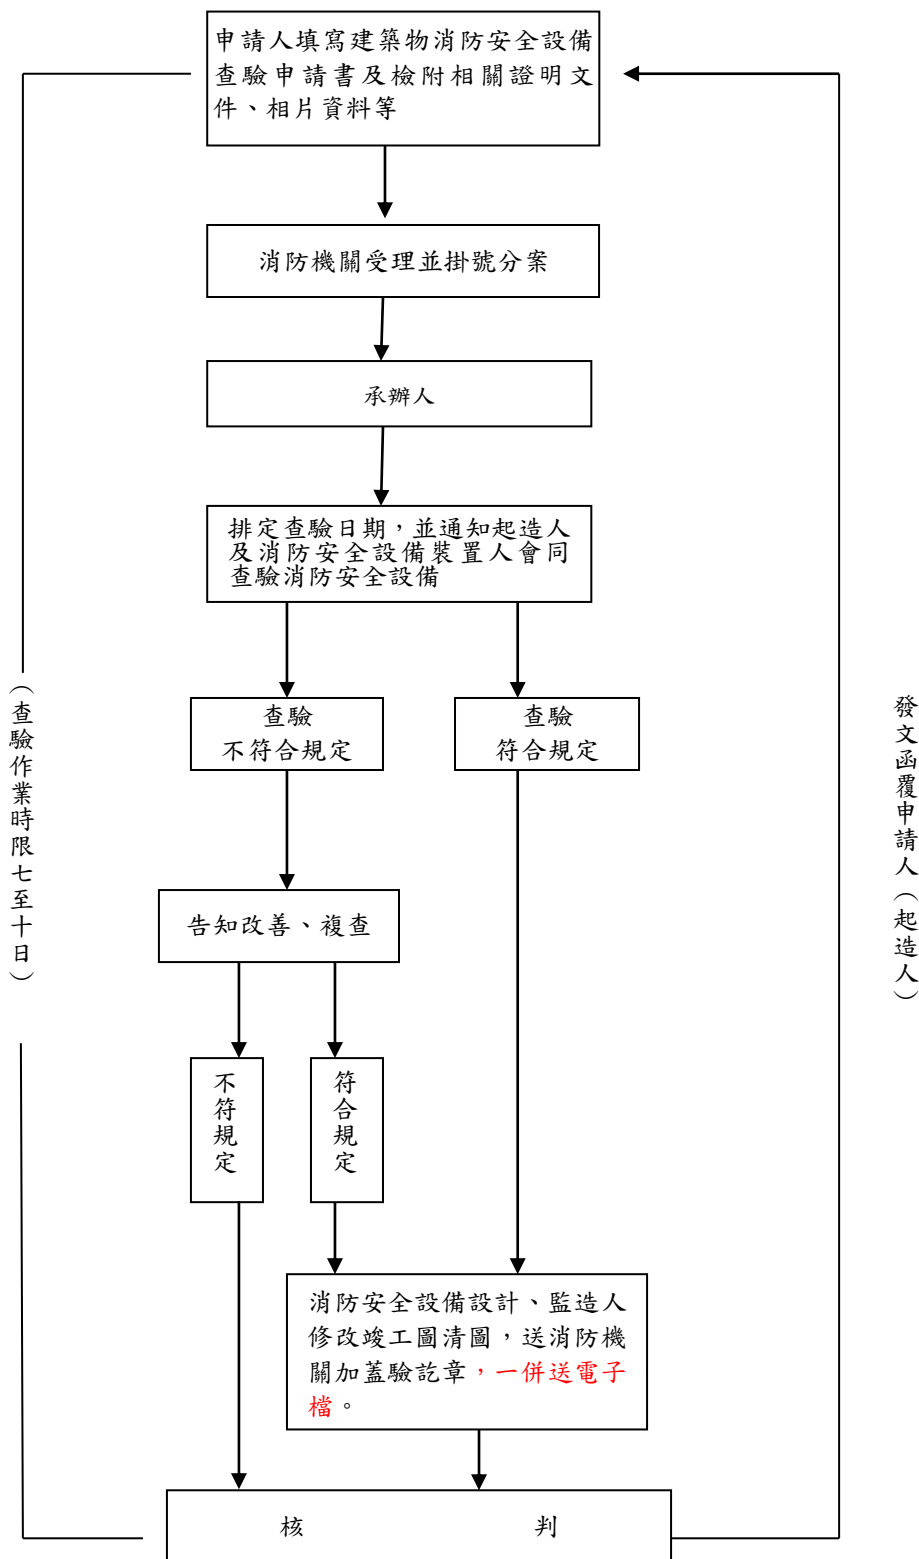 申請人填寫建築物消防安全設備
查驗申請書及檢附相關證明文
件、相片資料等
消防機關受理並掛號分案
承辦人
排定查驗日期，並通知起造人
及消防安全設備裝置人會同
查驗消防安全設備
查驗
不符合規定
查驗
符合規定
（查驗作業時限七至十日）
發文函覆申請人（起造人）
告知改善、複查
不符規定
符合規定
消防安全設備設計、監造人
修改竣工圖清圖，送消防機
關加蓋驗訖章，一併送電子
檔。
核 判